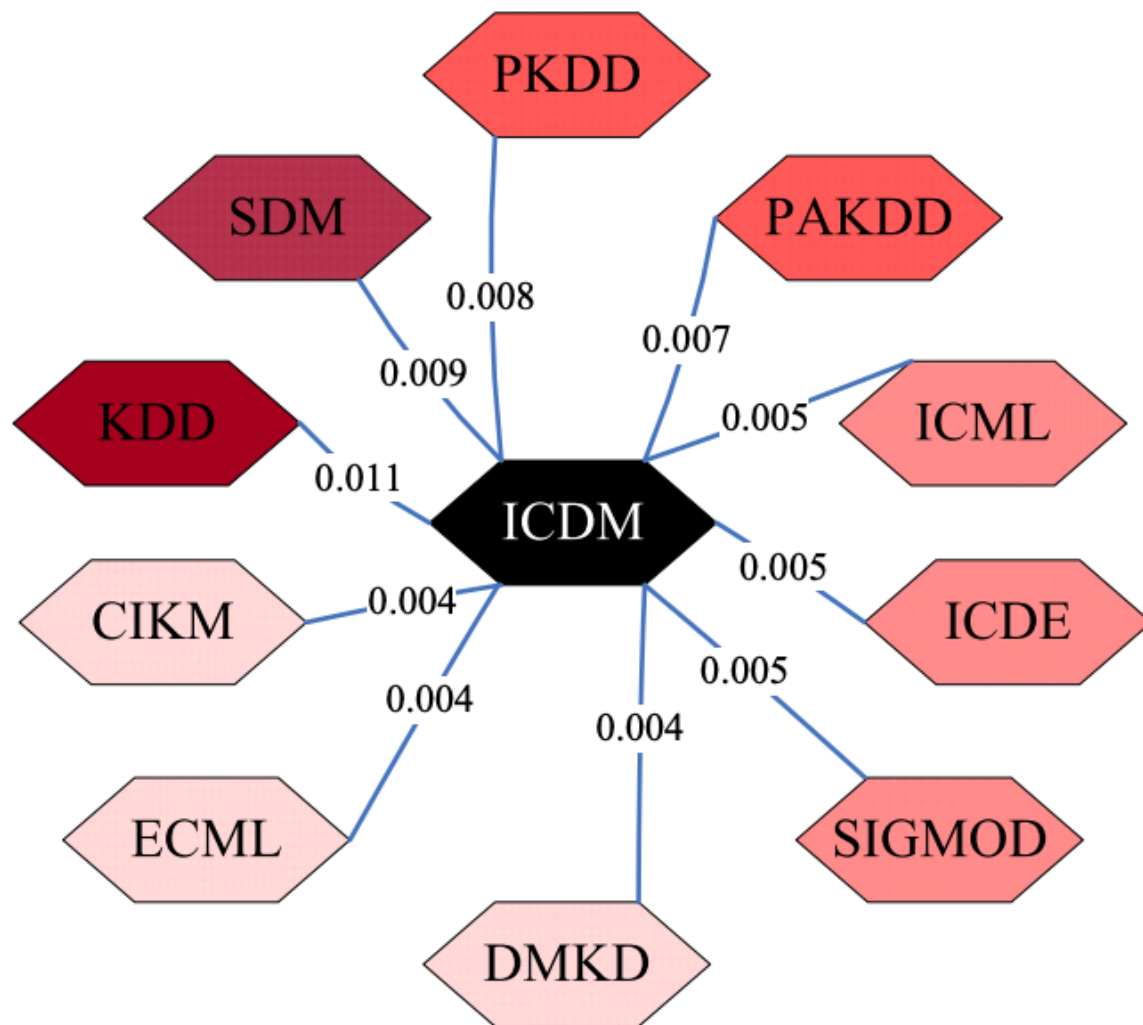 PKDD
SDM
PAKDD
0.008
0.007
0.009
KDD
0.005
ICML
0.011
ICDM
0.005
ICDE
CIKM
0.004
0.005
0.004
0.004
ECML
SIGMOD
DMKD